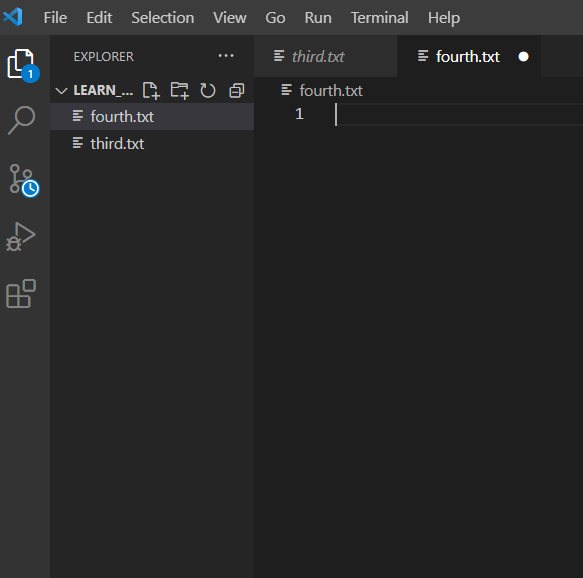 File Edit Selection View Go Run Terminal Help
EXPLORER ...
third.txt fourth.txt
1
LEARN_...
fourth.txt
third.txt
fourth.txt
1